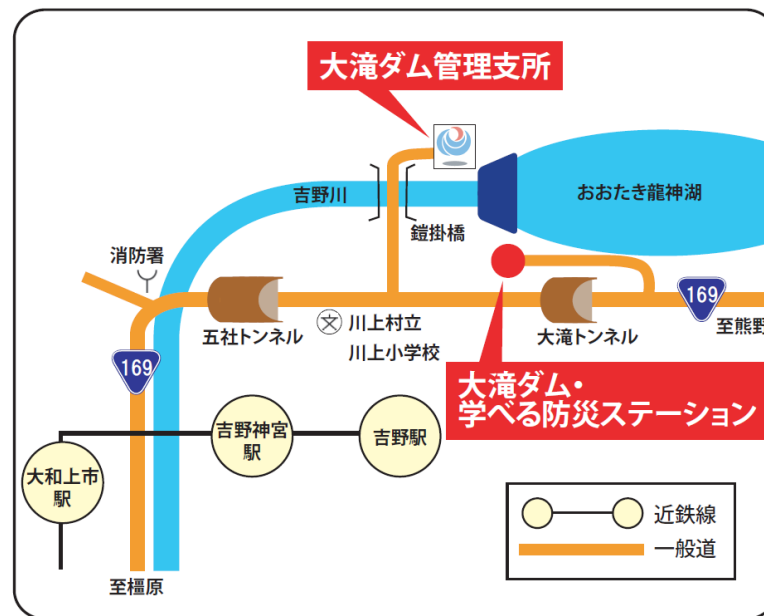 大滝ダム管理支所
おおたき龍神湖
吉野川
鎧掛橋
消防署
169
至熊野
五社トンネル
文
川上村立
川上小学校
大滝トンネル
169
大滝ダム・
学べる防災ステーション
吉野神宮
駅
吉野駅
大和上市
駅
近鉄線
一般道
至橿原